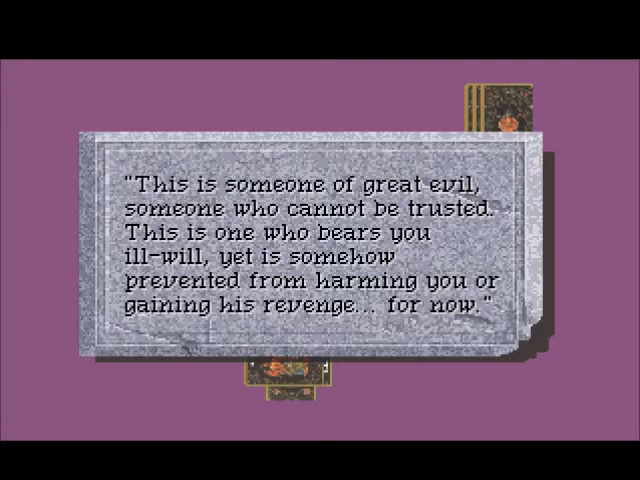 "This is someone of great evil,
someone who cannot be trusted.
This is one who bears you
ill-will, yet is somehow
prevented from harming you or
gaining his revenge... for now."